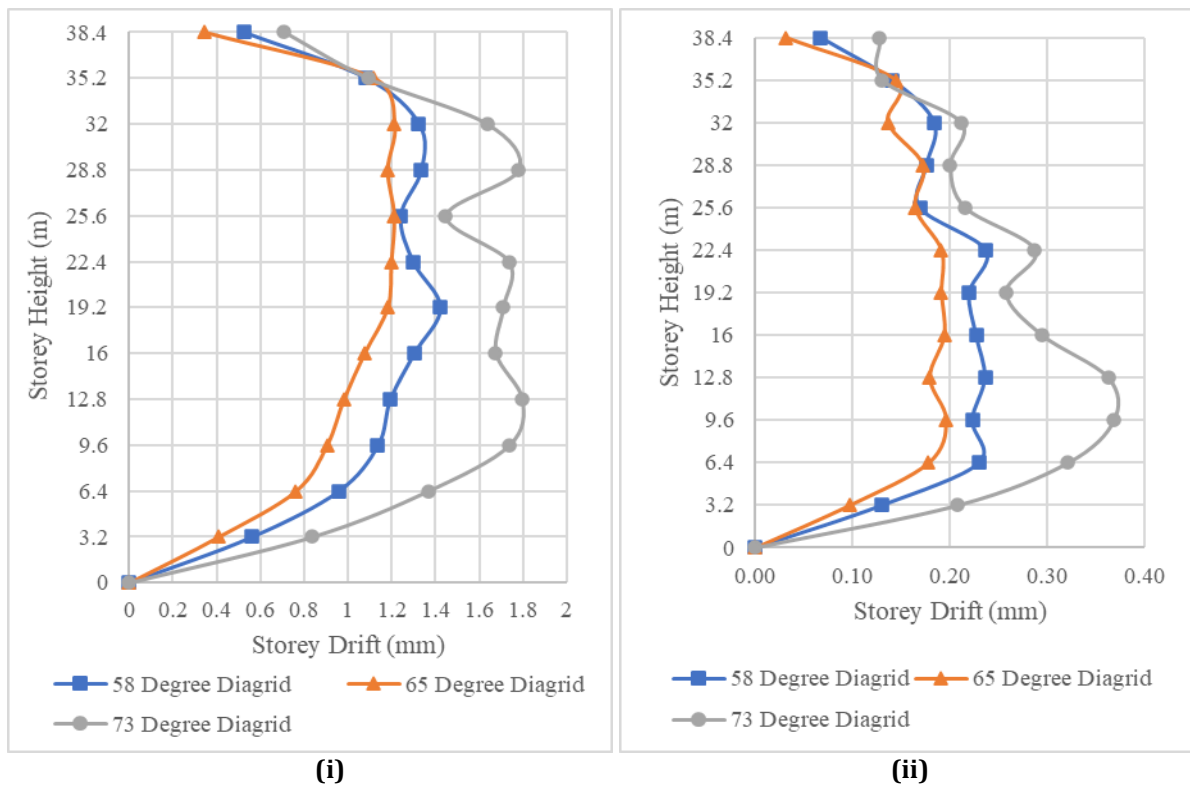 38.4
35.2
32
28.8
25.6
22.4
19.2
16
12.8
9.6
6.4
3.2
0
Storey Height (m)
0 0.2 0.4 0.6 0.8 1 1.2 1.4 1.6 1.8 2
Storey Drift (mm)
58 Degree Diagrid 65 Degree Diagrid
73 Degree Diagrid
(i)
38.4
35.2
32
28.8
25.6
22.4
19.2
16
12.8
9.6
6.4
3.2
0
Storey Height (m)
0.00 0.10 0.20 0.30 0.40
Storey Drift (mm)
58 Degree Diagrid 65 Degree Diagrid
73 Degree Diagrid
(ii)